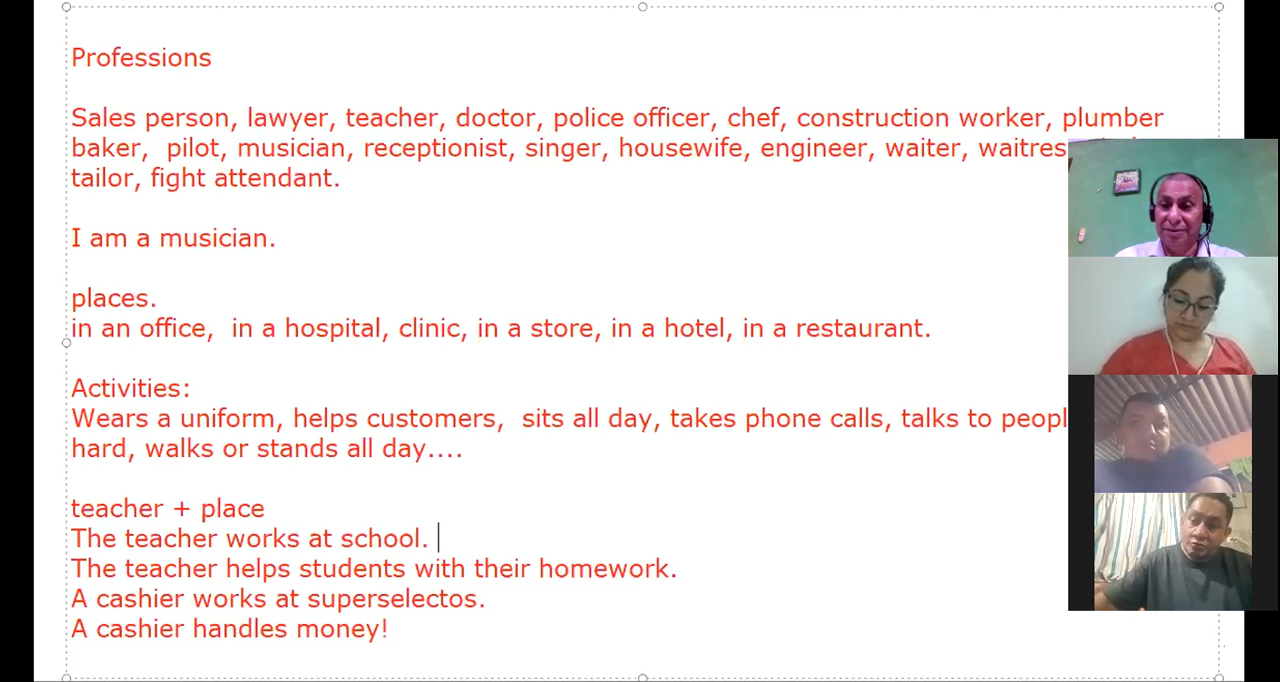 Professions
Sales person, lawyer, teacher, doctor, police officer, chef, construction worker, plumber
baker, pilot, musician, receptionist, singer, housewife, engineer, waiter,
tailor, fight attendant.
I am a musician.
places.
in an office, in a hospital, clinic, in a store, in a hotel, in a restaurant.
Activities:
Wears a uniform, helps customers, sits all day, takes phone calls, talks to
hard, walks or stands all day....
teacher + place
The teacher works at school.
The teacher helps students with their homework.
A cashier works at superselectos.
A cashier handles money!